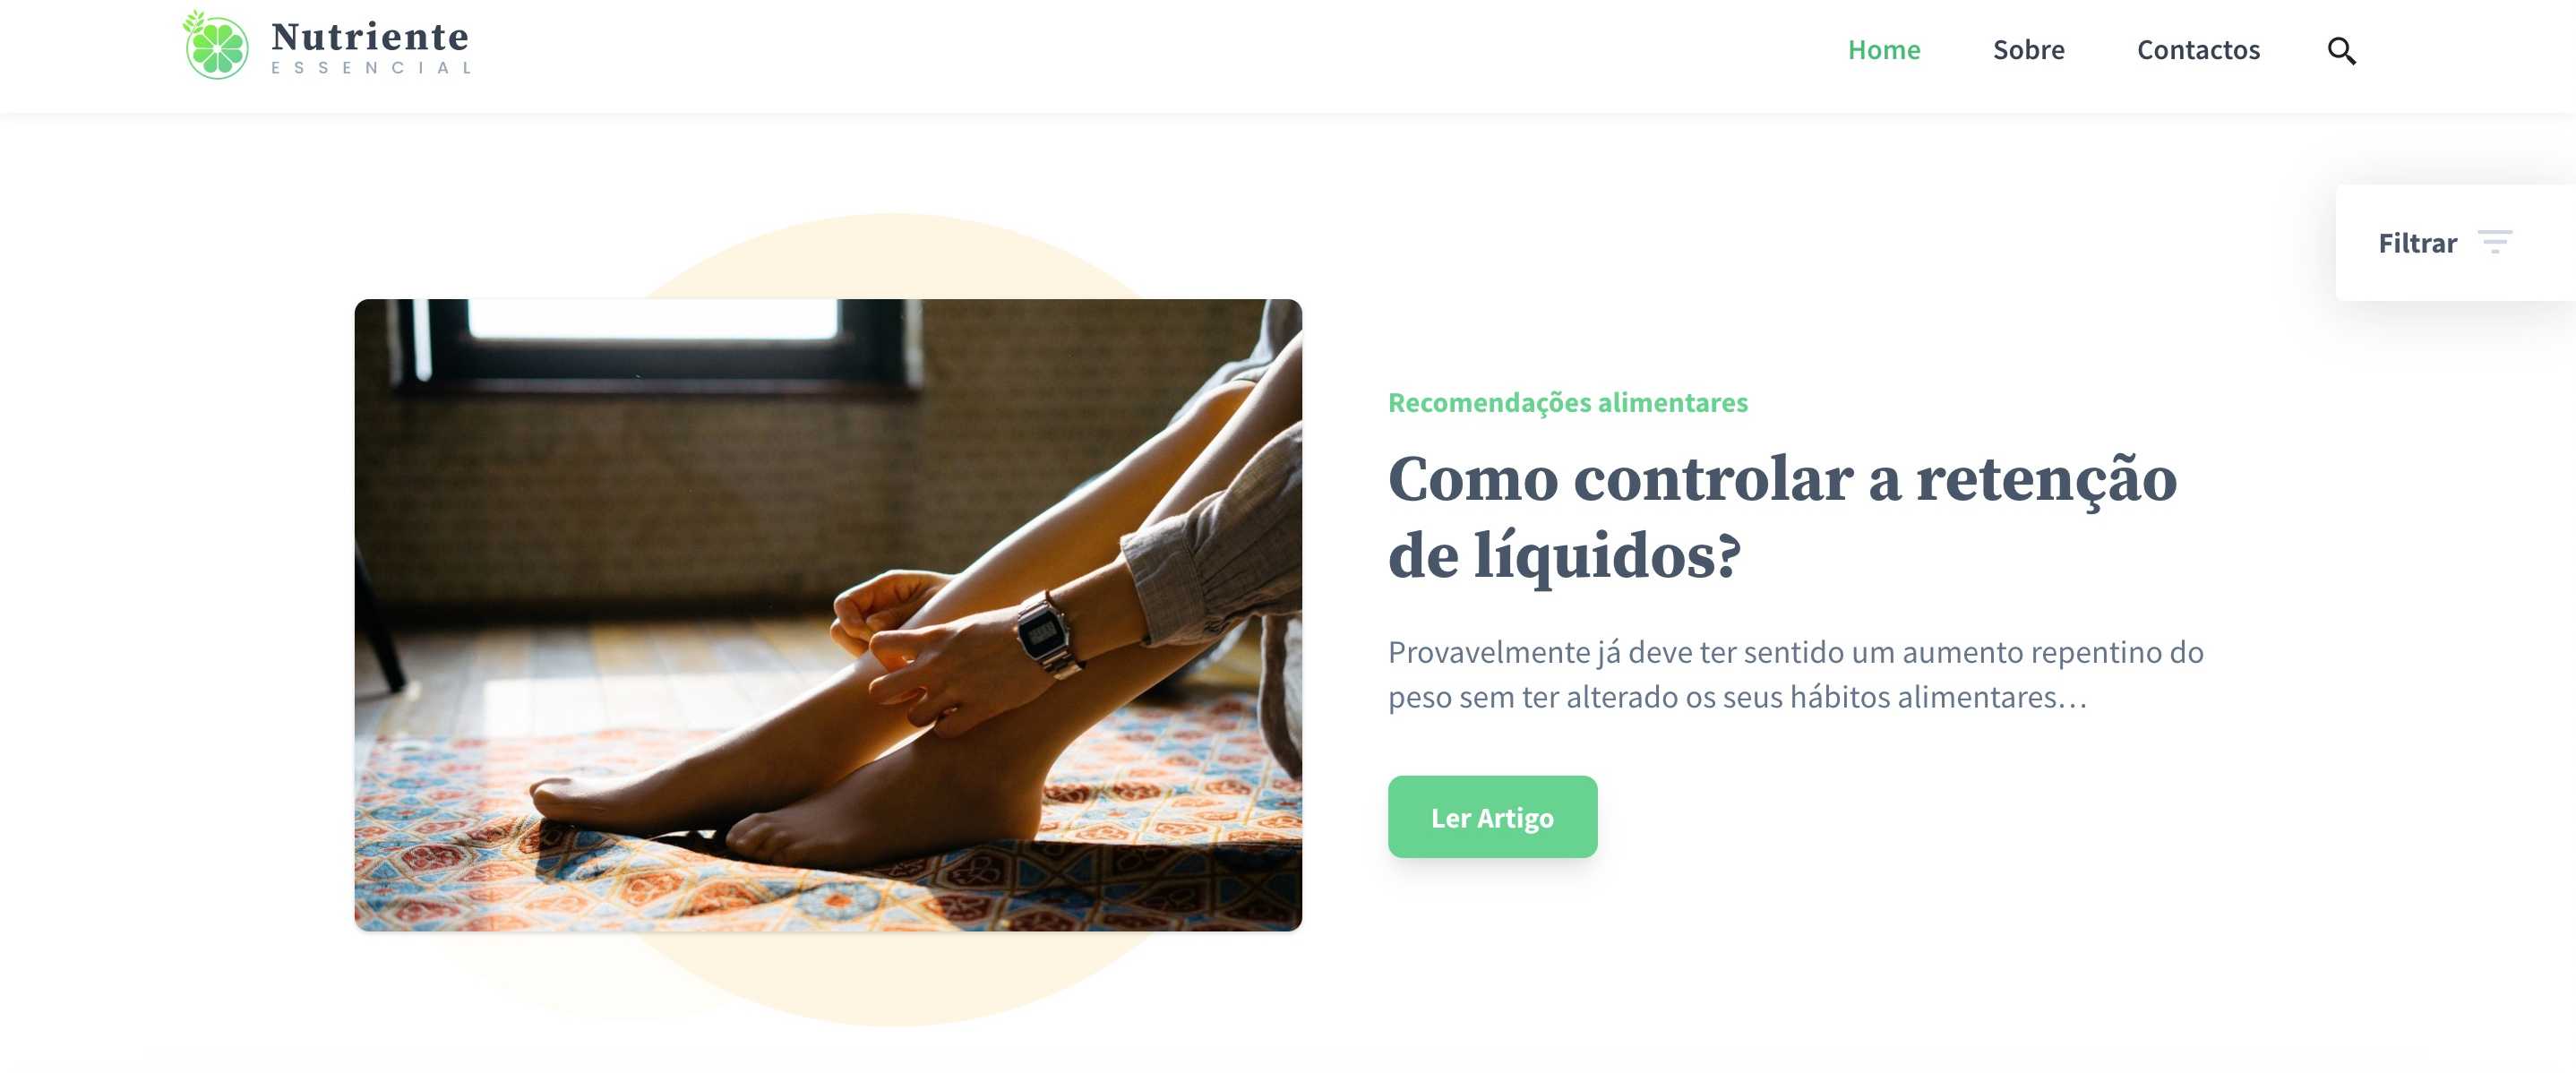 Nutriente
ESSENCIAL
Home
Sobre
Contactos
Filtrar
Recomendações alimentares
Como controlar a retenção
de líquidos?
Provavelmente já deve ter sentido um aumento repentino do
peso sem ter alterado os seus hábitos alimentares…
Ler Artigo